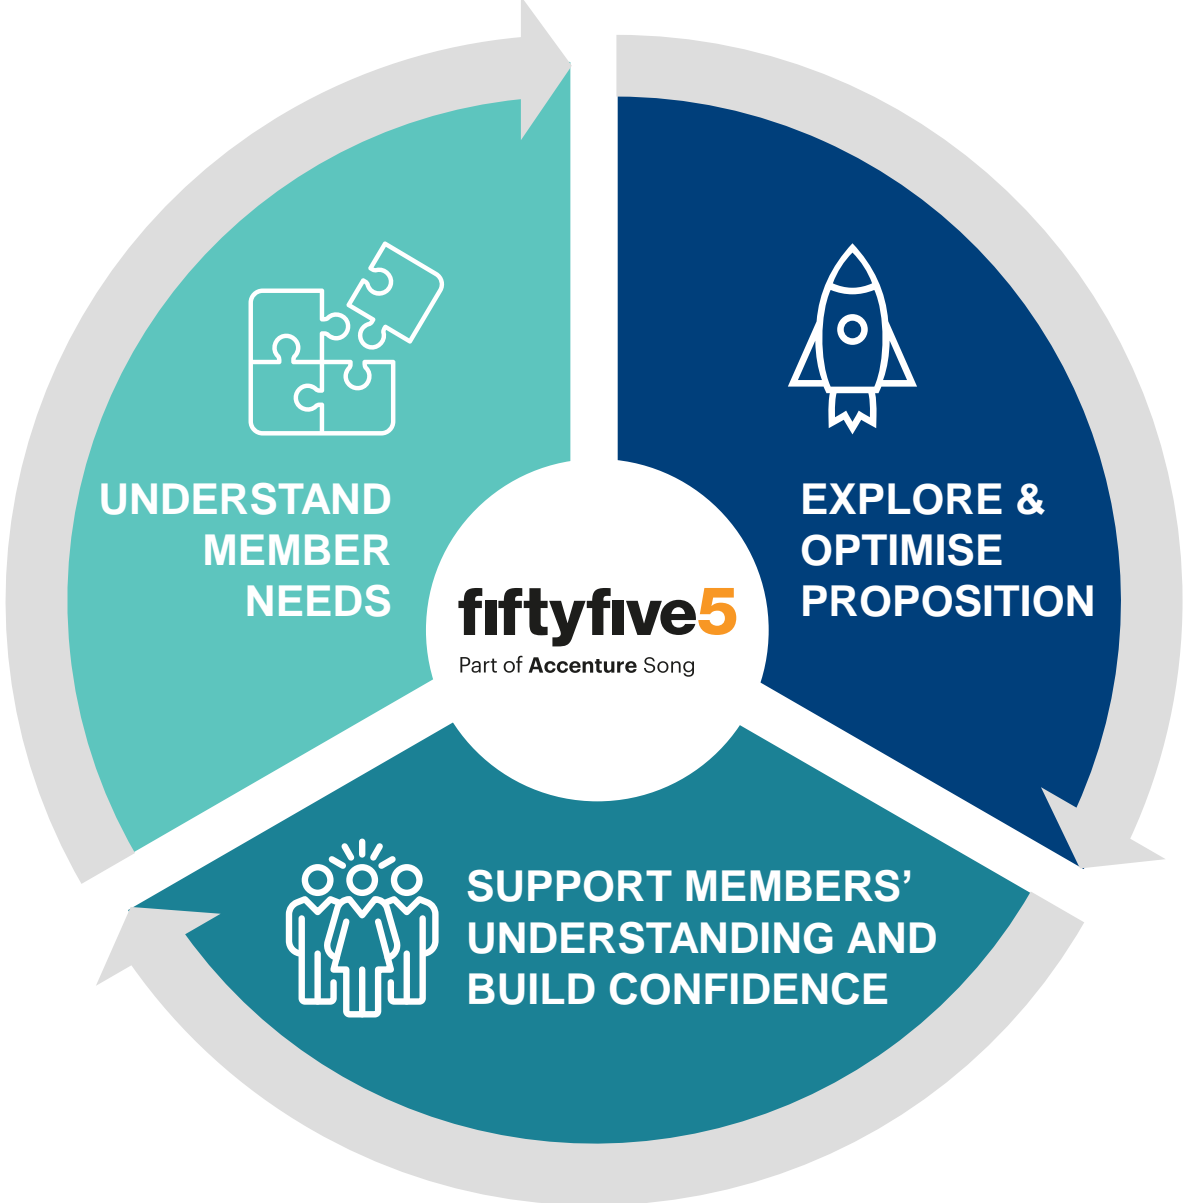 UNDERSTAND
MEMBER
NEEDS
EXPLORE &
OPTIMISE
PROPOSITION
fiftyfive5
Part of Accenture Song
SUPPORT MEMBERS’
UNDERSTANDING AND
BUILD CONFIDENCE